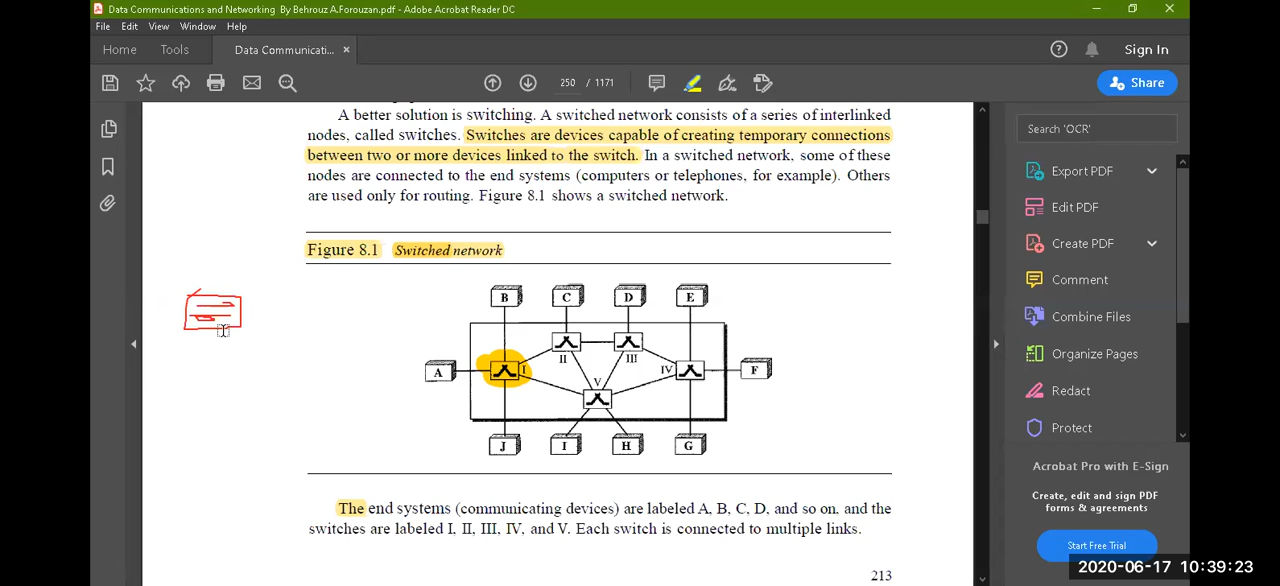 Data Communications and Networking By Behrouz A.Forouzan.pdf - Adobe Acrobat Reader DC
File Edit View Window Help
Home Tools Data Communicati... × Sign In
250 / 1171 Share
A better solution is switching. A switched network consists of a series of interlinked
nodes, called switches. Switches are devices capable of creating temporary connections
between two or more devices linked to the switch. In a switched network, some of these
nodes are connected to the end systems (computers or telephones, for example). Others
are used only for routing. Figure 8.1 shows a switched network.
Figure 8.1 Switched network
B C D E
II III
A I V IV F
J I H G
The end systems (communicating devices) are labeled A, B, C, D, and so on, and the
switches are labeled I, II, III, IV, and V. Each switch is connected to multiple links.
213
Search 'OCR'
Export PDF
Edit PDF
Create PDF
Comment
Combine Files
Organize Pages
Redact
Protect
Acrobat Pro with E-Sign
Create, edit and sign PDF
forms & agreements
Start Free Trial
2020-06-17 10:39:23